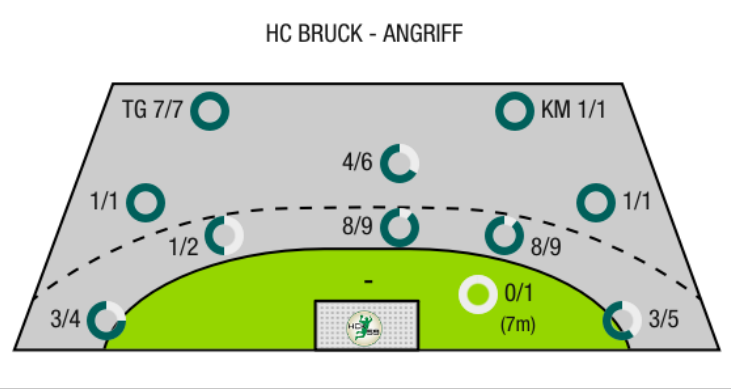 HC BRUCK - ANGRIFF
TG 7/7
KM 1/1
4/6
1/1
1/1
1/2
8/9
8/9
-
0/1
(7m)
3/4
3/5